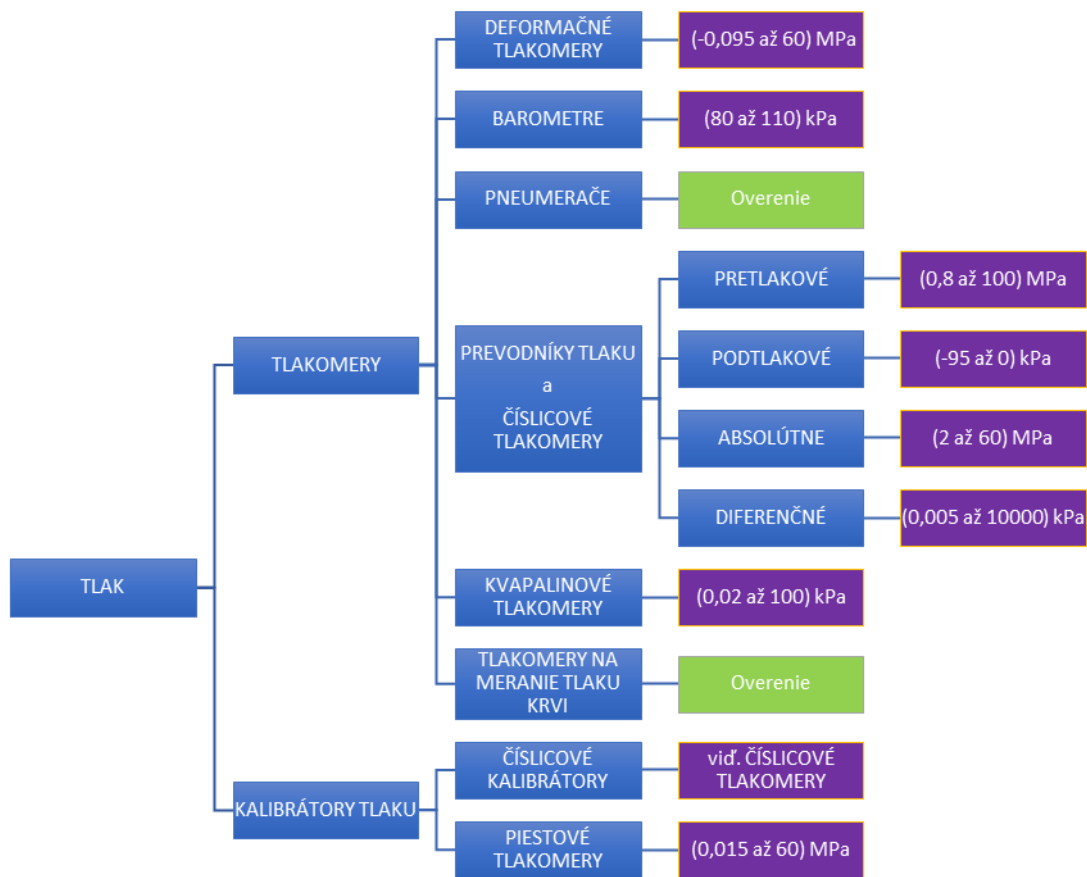 DEFORMAČNÉ
TLAKOMERY
(-0,095 až 60) MPa
BAROMETRE
(80 až 110) kPa
PNEUMERAČE
Overenie
PRETLAKOVÉ
(0,8 až 100) MPa
TLAKOMERY
PREVODNÍKY TLAKU
a
ČÍSLICOVÉ
TLAKOMERY
PODTLAKOVÉ
(-95 až 0) kPa
ABSOLÚTNE
(2 až 60) MPa
DIFERENČNÉ
(0,005 až 10000) kPa
TLAK
KVAPALINOVÉ
TLAKOMERY
(0,02 až 100) kPa
TLAKOMERY NA
MERANIE TLAKU
KRVI
Overenie
KALIBRÁTORY TLAKU
ČÍSLICOVÉ
KALIBRÁTORY
viď. ČÍSLICOVÉ
TLAKOMERY
PIESTOVÉ
TLAKOMERY
(0,015 až 60) MPa